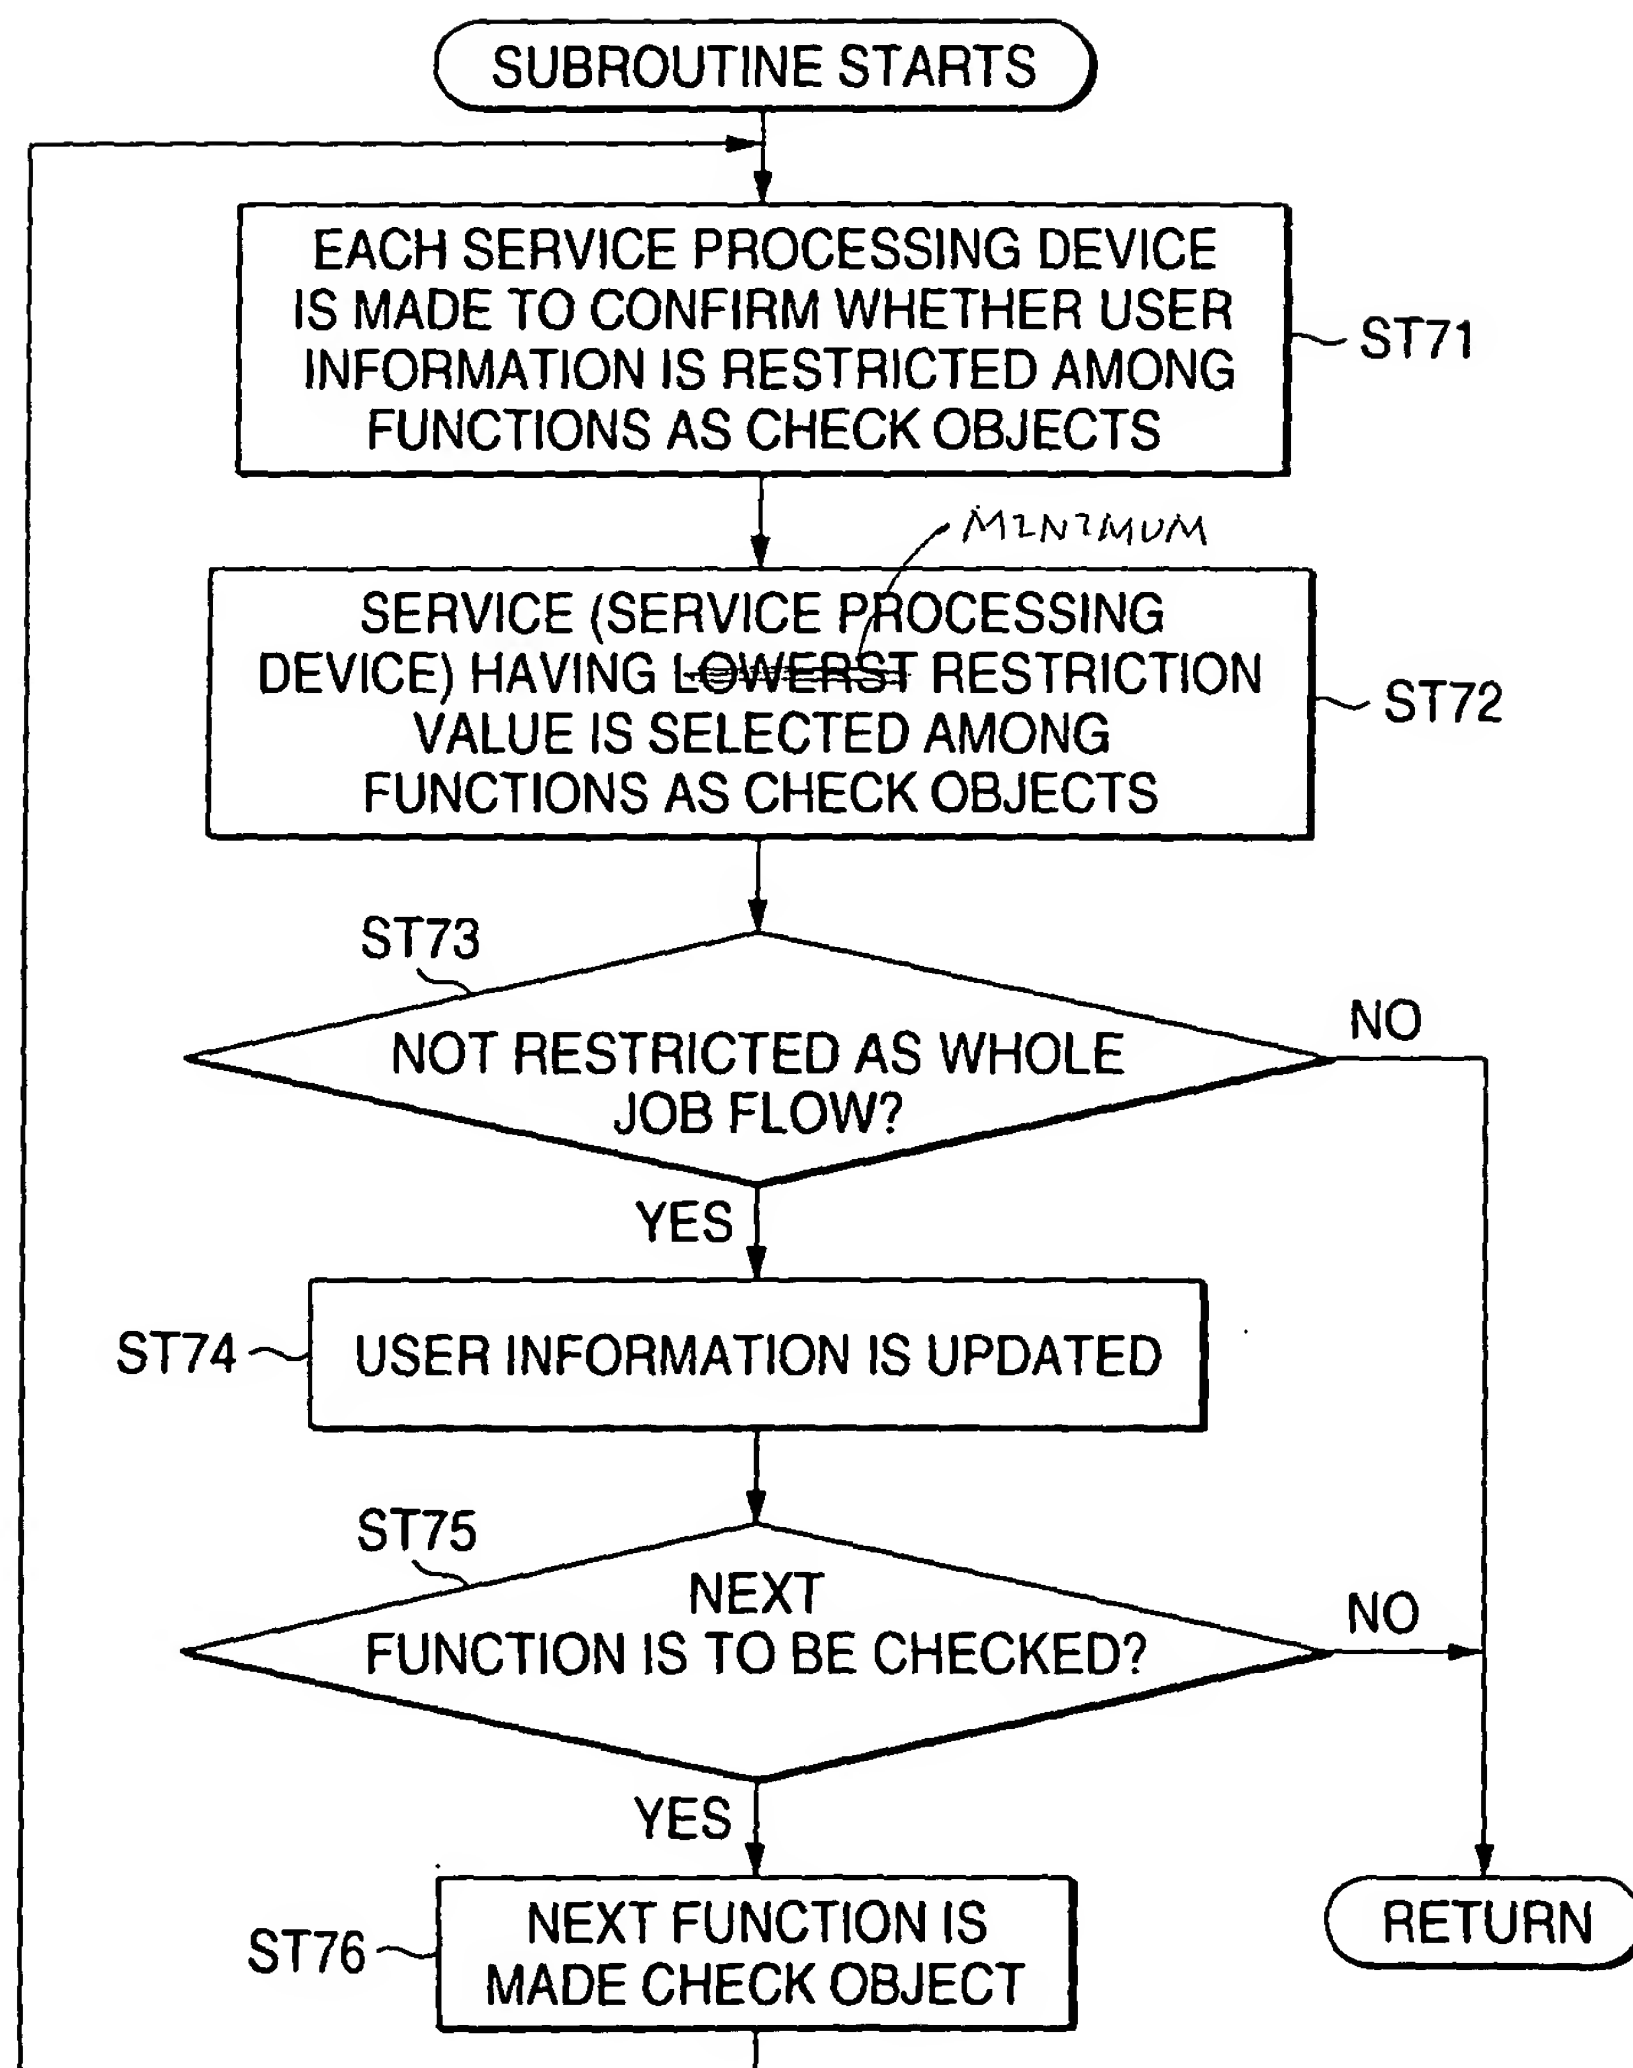 SUBROUTINE STARTS
EACH SERVICE PROCESSING DEVICE
IS MADE TO CONFIRM WHETHER USER
INFORMATION IS RESTRICTED AMONG
FUNCTIONS AS CHECK OBJECTS
ST71
MINIMUM
SERVICE (SERVICE PROCESSING
DEVICE) HAVING LOWERST RESTRICTION
VALUE IS SELECTED AMONG
FUNCTIONS AS CHECK OBJECTS
ST72
ST73
NOT RESTRICTED AS WHOLE
JOB FLOW?
NO
YES
ST74
USER INFORMATION IS UPDATED
ST75
NEXT
FUNCTION IS TO BE CHECKED?
NO
YES
ST76
NEXT FUNCTION IS
MADE CHECK OBJECT
RETURN